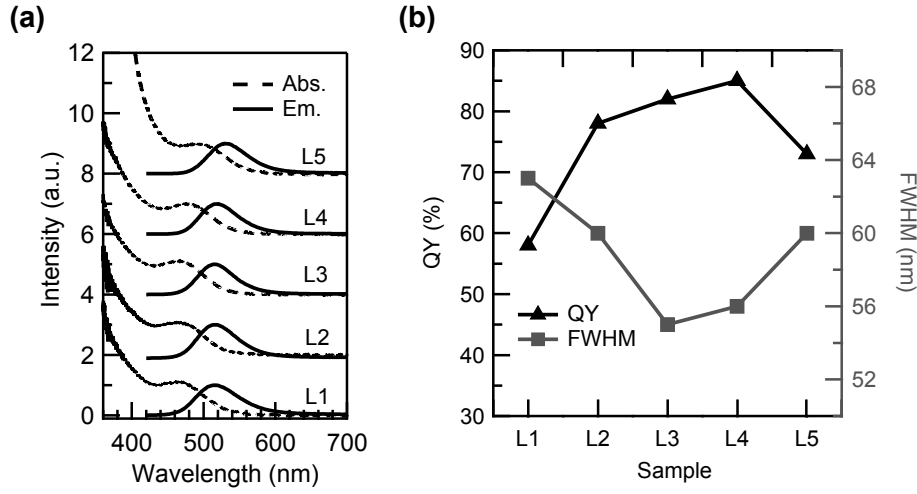 (a)
12
10
8
6
4
2
0
Intensity (a.u.)
Abs.
Em.
L5
L4
L3
L2
L1
400 500 600 700
Wavelength (nm)
(b)
90
80
70
60
50
40
30
QY (%)
QY
FWHM
68
64
60
56
52
FWHM (nm)
L1 L2 L3 L4 L5
Sample